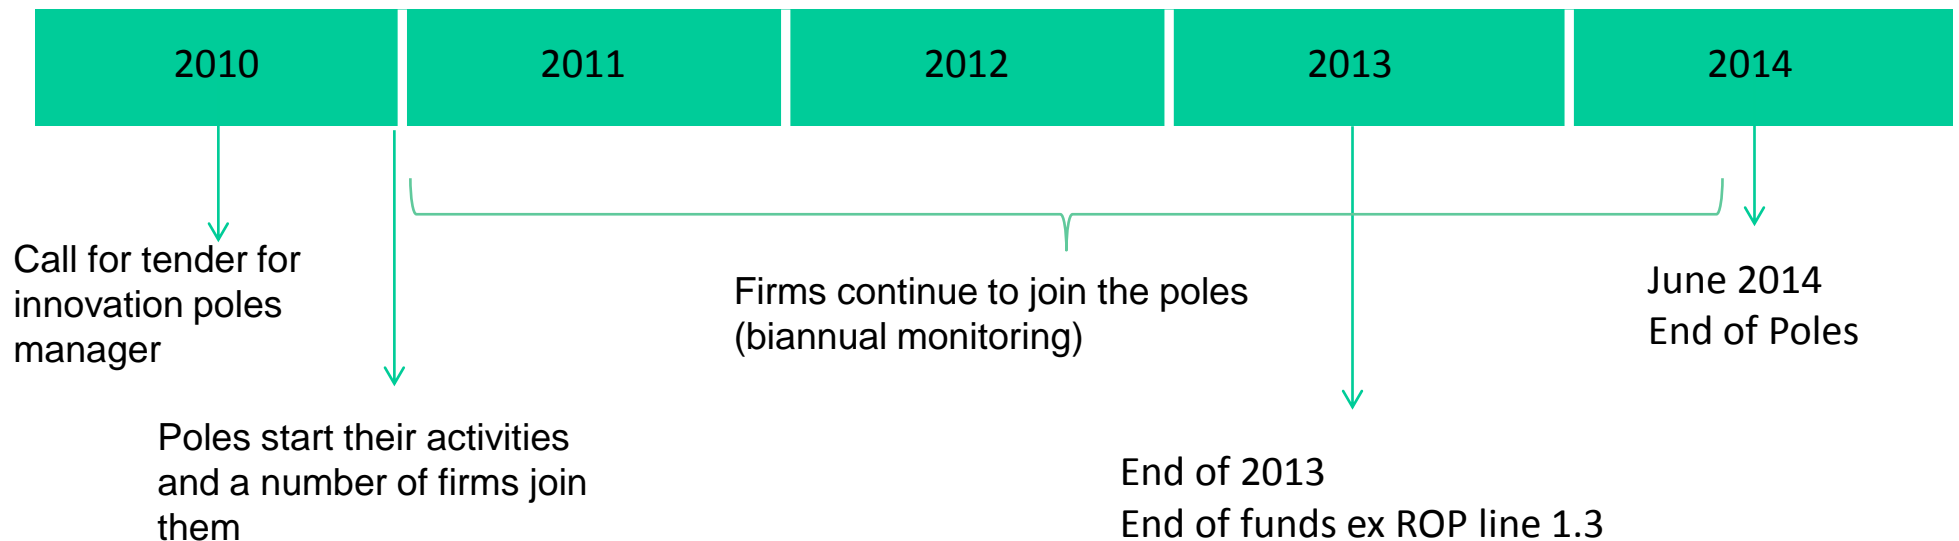 2010
2011
2012
2013
2014
Call for tender for
innovation poles
manager
Poles start their activities
and a number of firms join
them
Firms continue to join the poles
(biannual monitoring)
End of 2013
End of funds ex ROP line 1.3
June 2014
End of Poles